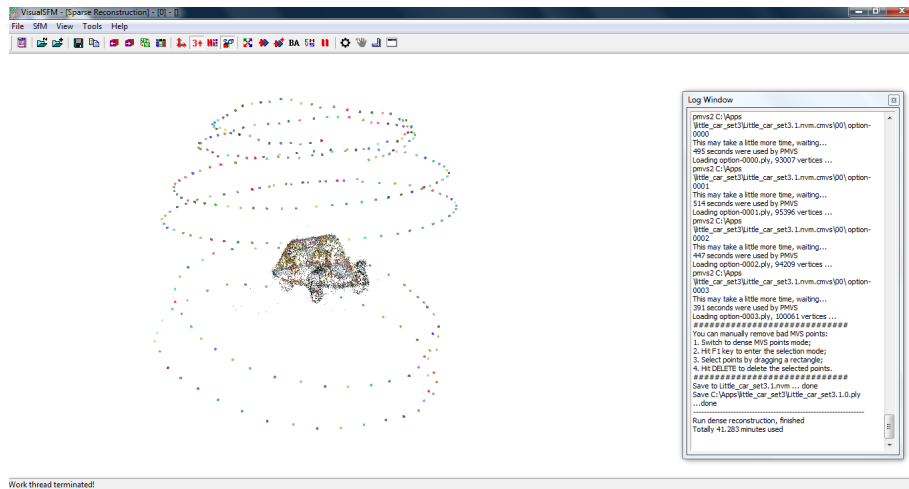 VisualSFM - [Sparse Reconstruction] - [0] - []
File SfM View Tools Help
3+ BA
Log Window
pmvs2 C:\Apps
\little_car_set3\Little_car_set3.1.nvm.cmvs\00\ option-
0000
This may take a little more time, waiting...
495 seconds were used by PMVS
Loading option-0000.ply, 93007 vertices ...
pmvs2 C:\Apps
\little_car_set3\Little_car_set3.1.nvm.cmvs\00\ option-
0001
This may take a little more time, waiting...
514 seconds were used by PMVS
Loading option-0001.ply, 95396 vertices ...
pmvs2 C:\Apps
\little_car_set3\Little_car_set3.1.nvm.cmvs\00\ option-
0002
This may take a little more time, waiting...
447 seconds were used by PMVS
Loading option-0002.ply, 94209 vertices ...
pmvs2 C:\Apps
\little_car_set3\Little_car_set3.1.nvm.cmvs\00\ option-
0003
This may take a little more time, waiting...
391 seconds were used by PMVS
Loading option-0003.ply, 100061 vertices ...
#############################
You can manually remove bad MVS points:
1. Switch to dense MVS points mode;
2. Hit F1 key to enter the selection mode;
3. Select points by dragging a rectangle;
4. Hit DELETE to delete the selected points.
#############################
Save to Little_car_set3.1.nvm ... done
Save C:\Apps\little_car_set3\Little_car_set3.1.0.ply
...done
----------------------------------------------------------------
Run dense reconstruction, finished
Totally 41.283 minutes used
Work thread terminated!